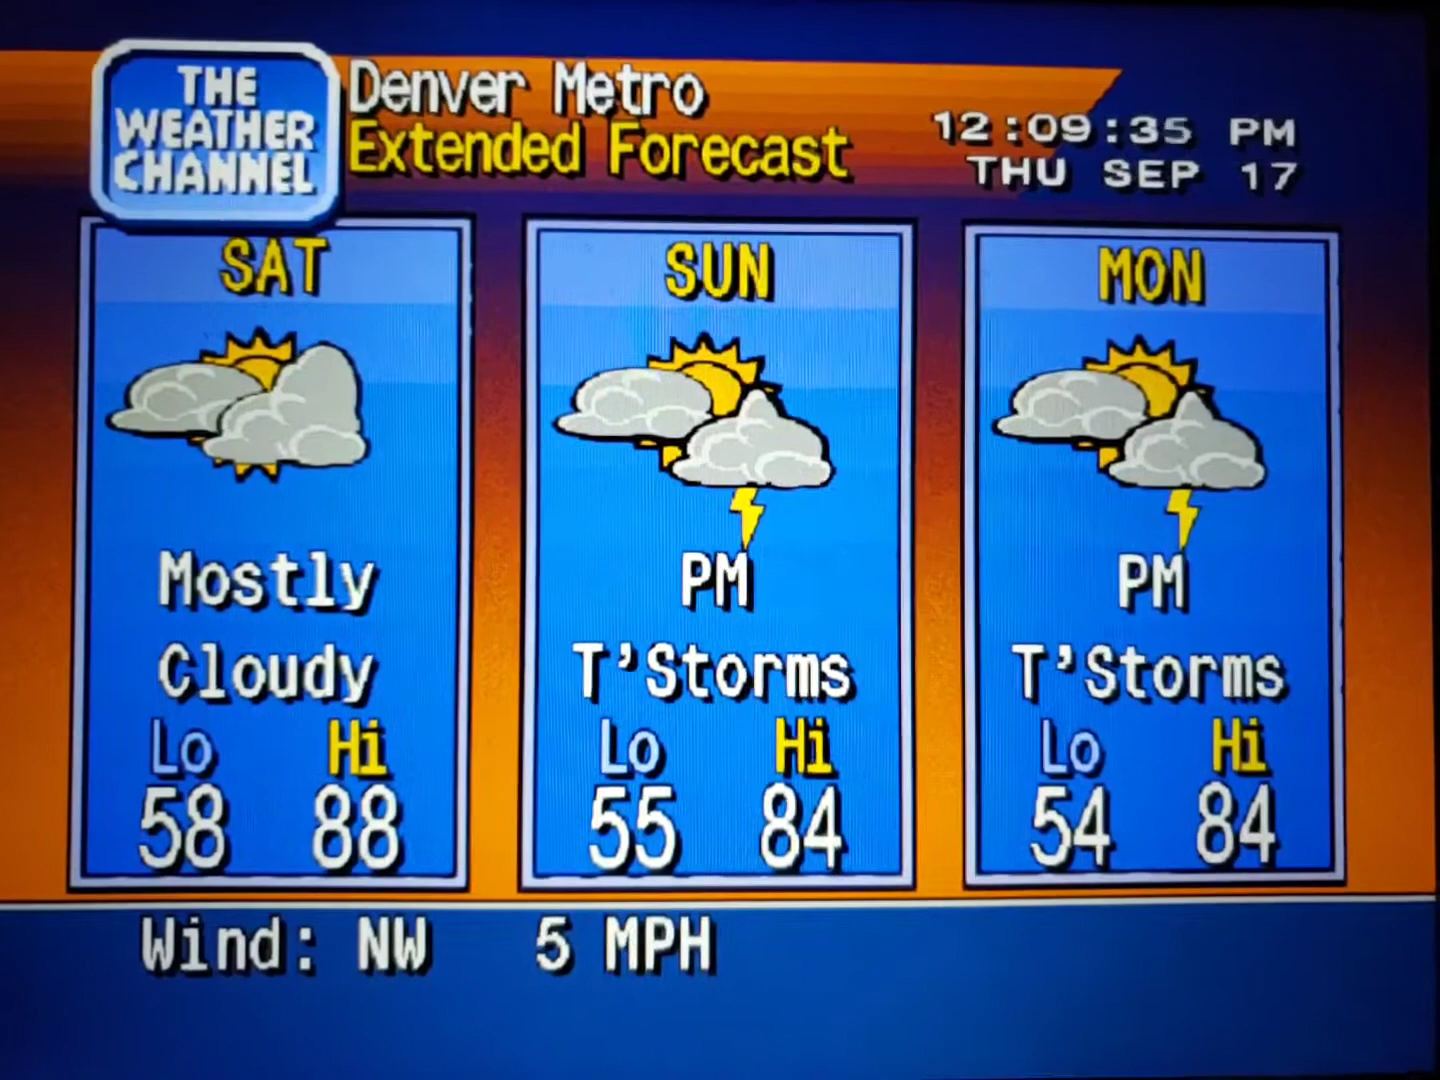 THE
WEATHER
CHANNEL
Denver Metro
Extended Forecast
12:09:35 PM
THU SEP 17
SAT
Mostly
Cloudy
Lo Hi
58 88
SUN
PM
T'Storms
Lo Hi
55 84
MON
PM
T'Storms
Lo Hi
54 84
Wind: NW 5 MPH